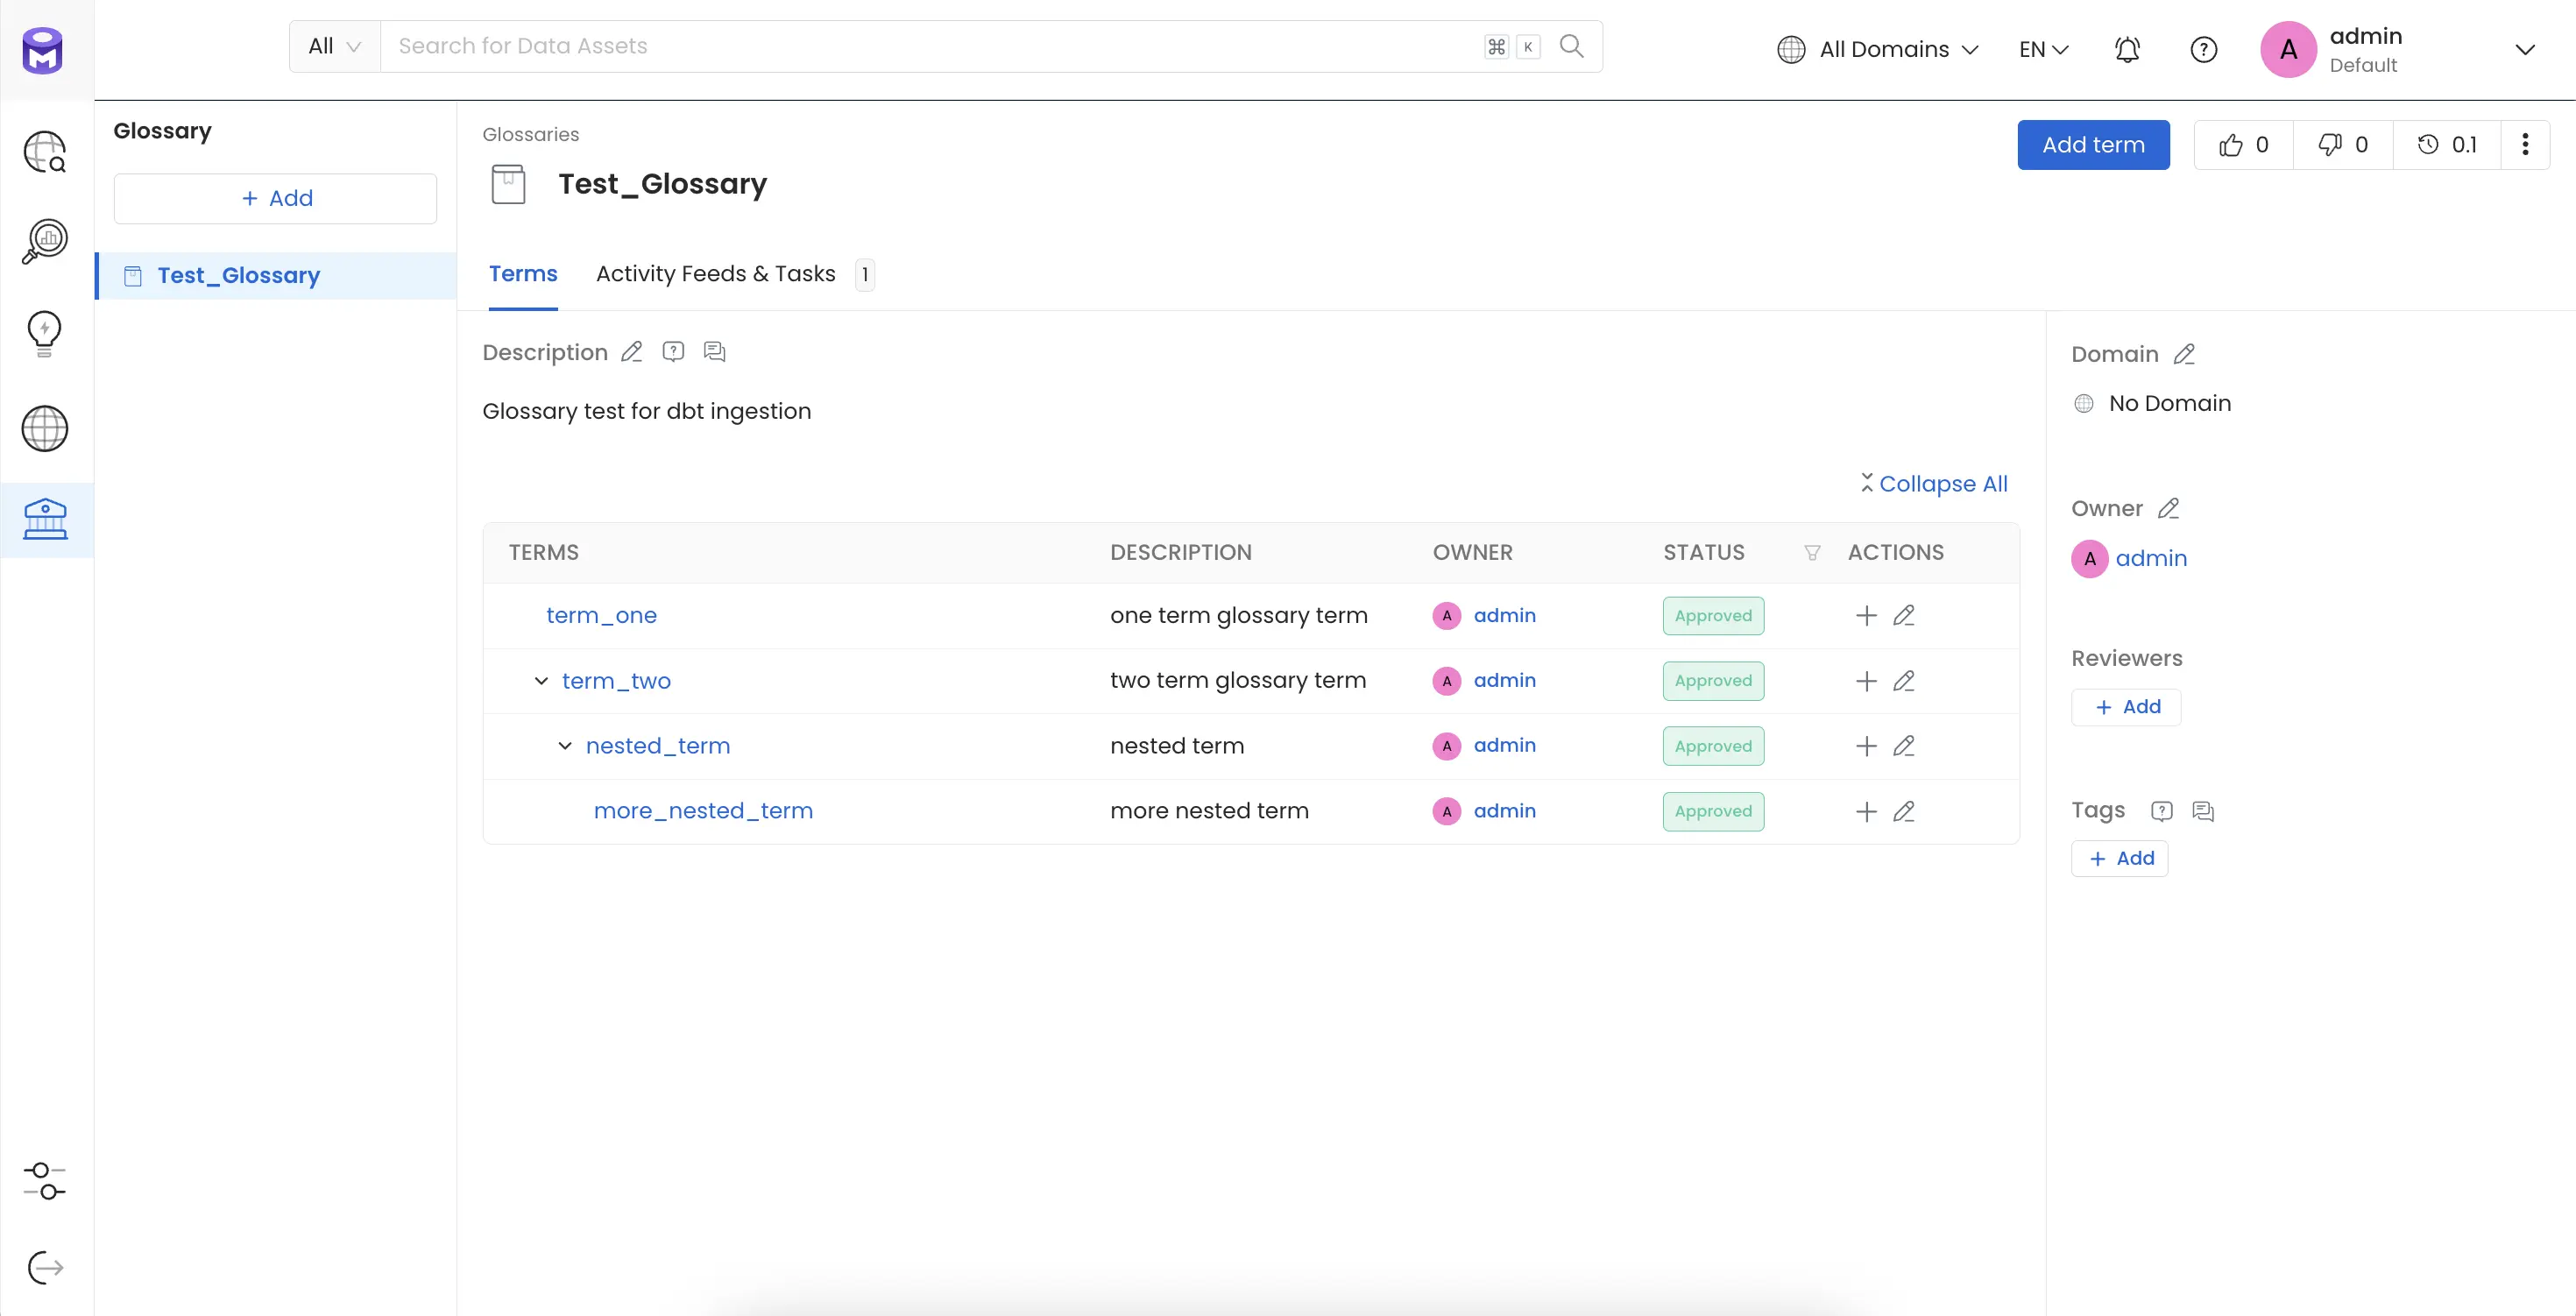 All Search for Data Assets ⌘ K All Domains EN A admin
Default
Glossary
+ Add
Test_Glossary
Glossaries
Test_Glossary
Add term 0 0 0.1
Terms Activity Feeds & Tasks 1
Description
Glossary test for dbt ingestion
Collapse All
TERMS DESCRIPTION OWNER STATUS ACTIONS
term_one one term glossary term A admin Approved
term_two two term glossary term A admin Approved
nested_term nested term A admin Approved
more_nested_term more nested term A admin Approved
Domain
No Domain
Owner
A admin
Reviewers
+ Add
Tags
+ Add